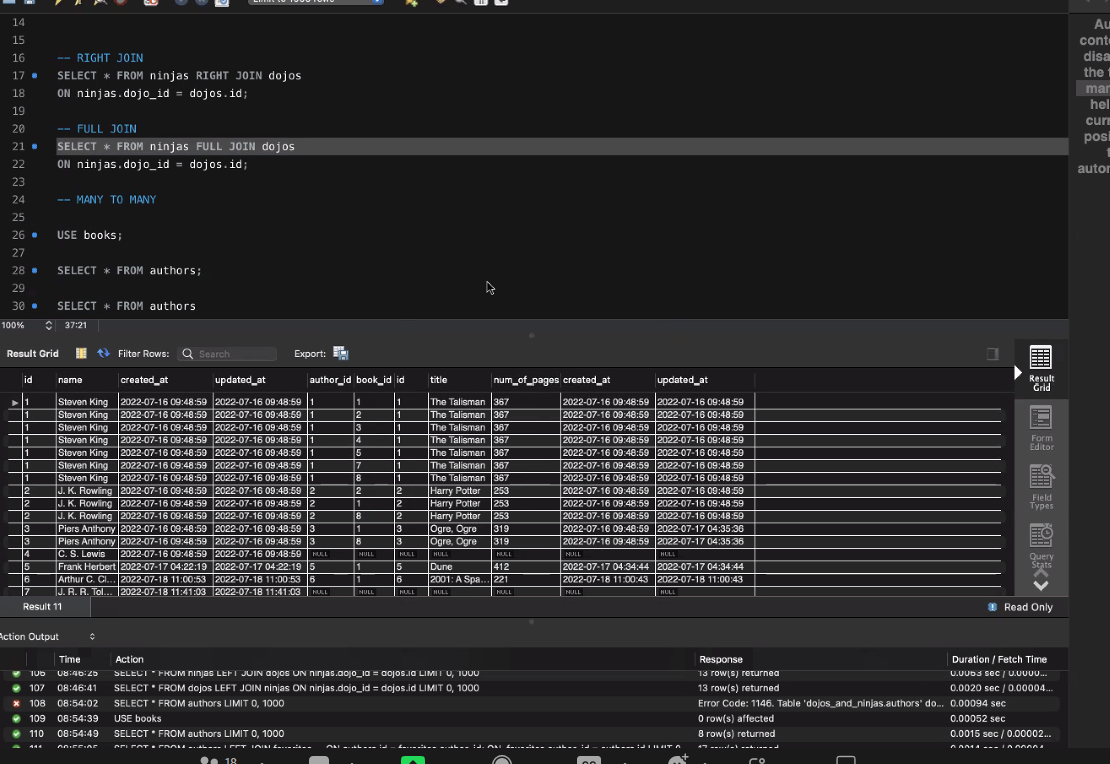 14
15
16 -- RIGHT JOIN
17 SELECT * FROM ninjas RIGHT JOIN dojos
18 ON ninjas.dojo_id = dojos.id;
19
20 -- FULL JOIN
21 SELECT * FROM ninjas FULL JOIN dojos
22 ON ninjas.dojo_id = dojos.id;
23
24 -- MANY TO MANY
25
26 USE books;
27
28 SELECT * FROM authors;
29
30 SELECT * FROM authors
Au
conte
disa
the t
man
hel
curr
posi
t
autor
100% 37:21
Result Grid Filter Rows: Search Export:
id name created_at updated_at author_id book_id id title num_of_pages created_at updated_at
1 Steven King 2022-07-16 09:48:59 2022-07-16 09:48:59 1 1 1 The Talisman 367 2022-07-16 09:48:59 2022-07-16 09:48:59
1 Steven King 2022-07-16 09:48:59 2022-07-16 09:48:59 1 2 1 The Talisman 367 2022-07-16 09:48:59 2022-07-16 09:48:59
1 Steven King 2022-07-16 09:48:59 2022-07-16 09:48:59 1 3 1 The Talisman 367 2022-07-16 09:48:59 2022-07-16 09:48:59
1 Steven King 2022-07-16 09:48:59 2022-07-16 09:48:59 1 4 1 The Talisman 367 2022-07-16 09:48:59 2022-07-16 09:48:59
1 Steven King 2022-07-16 09:48:59 2022-07-16 09:48:59 1 5 1 The Talisman 367 2022-07-16 09:48:59 2022-07-16 09:48:59
1 Steven King 2022-07-16 09:48:59 2022-07-16 09:48:59 1 7 1 The Talisman 367 2022-07-16 09:48:59 2022-07-16 09:48:59
1 Steven King 2022-07-16 09:48:59 2022-07-16 09:48:59 1 8 1 The Talisman 367 2022-07-16 09:48:59 2022-07-16 09:48:59
2 J. K. Rowling 2022-07-16 09:48:59 2022-07-16 09:48:59 2 2 2 Harry Potter 253 2022-07-16 09:48:59 2022-07-16 09:48:59
2 J. K. Rowling 2022-07-16 09:48:59 2022-07-16 09:48:59 2 1 2 Harry Potter 253 2022-07-16 09:48:59 2022-07-16 09:48:59
2 J. K. Rowling 2022-07-16 09:48:59 2022-07-16 09:48:59 2 8 2 Harry Potter 253 2022-07-16 09:48:59 2022-07-16 09:48:59
3 Piers Anthony 2022-07-16 09:48:59 2022-07-16 09:48:59 3 1 3 Ogre, Ogre 319 2022-07-16 09:48:59 2022-07-17 04:35:36
3 Piers Anthony 2022-07-16 09:48:59 2022-07-16 09:48:59 3 8 3 Ogre, Ogre 319 2022-07-16 09:48:59 2022-07-17 04:35:36
4 C. S. Lewis 2022-07-16 09:48:59 2022-07-16 09:48:59 NULL NULL NULL NULL NULL NULL NULL
5 Frank Herbert 2022-07-17 04:22:19 2022-07-17 04:22:19 5 1 5 Dune 412 2022-07-17 04:34:44 2022-07-17 04:34:44
6 Arthur C. Cl... 2022-07-18 11:00:53 2022-07-18 11:00:53 6 1 6 2001: A Spa... 221 2022-07-18 11:00:43 2022-07-18 11:00:43
7 J. R. R. Tol... 2022-07-18 11:41:03 2022-07-18 11:41:03 NULL NULL NULL NULL NULL NULL NULL
Result Grid
Form Editor
Field Types
Query Stats
Result 11 Read Only
Action Output
Time Action Response Duration / Fetch Time
106 08:46:25 SELECT * FROM ninjas LEFT JOIN dojos ON ninjas.dojo_id = dojos.id LIMIT 0, 1000 13 row(s) returned 0.0063 sec / 0.0000...
107 08:46:41 SELECT * FROM dojos LEFT JOIN ninjas ON ninjas.dojo_id = dojos.id LIMIT 0, 1000 13 row(s) returned 0.0020 sec / 0.00004...
108 08:54:02 SELECT * FROM authors LIMIT 0, 1000 Error Code: 1146. Table 'dojos_and_ninjas.authors' do... 0.00094 sec
109 08:54:39 USE books 0 row(s) affected 0.00052 sec
110 08:54:49 SELECT * FROM authors LIMIT 0, 1000 8 row(s) returned 0.0015 sec / 0.00002...
18